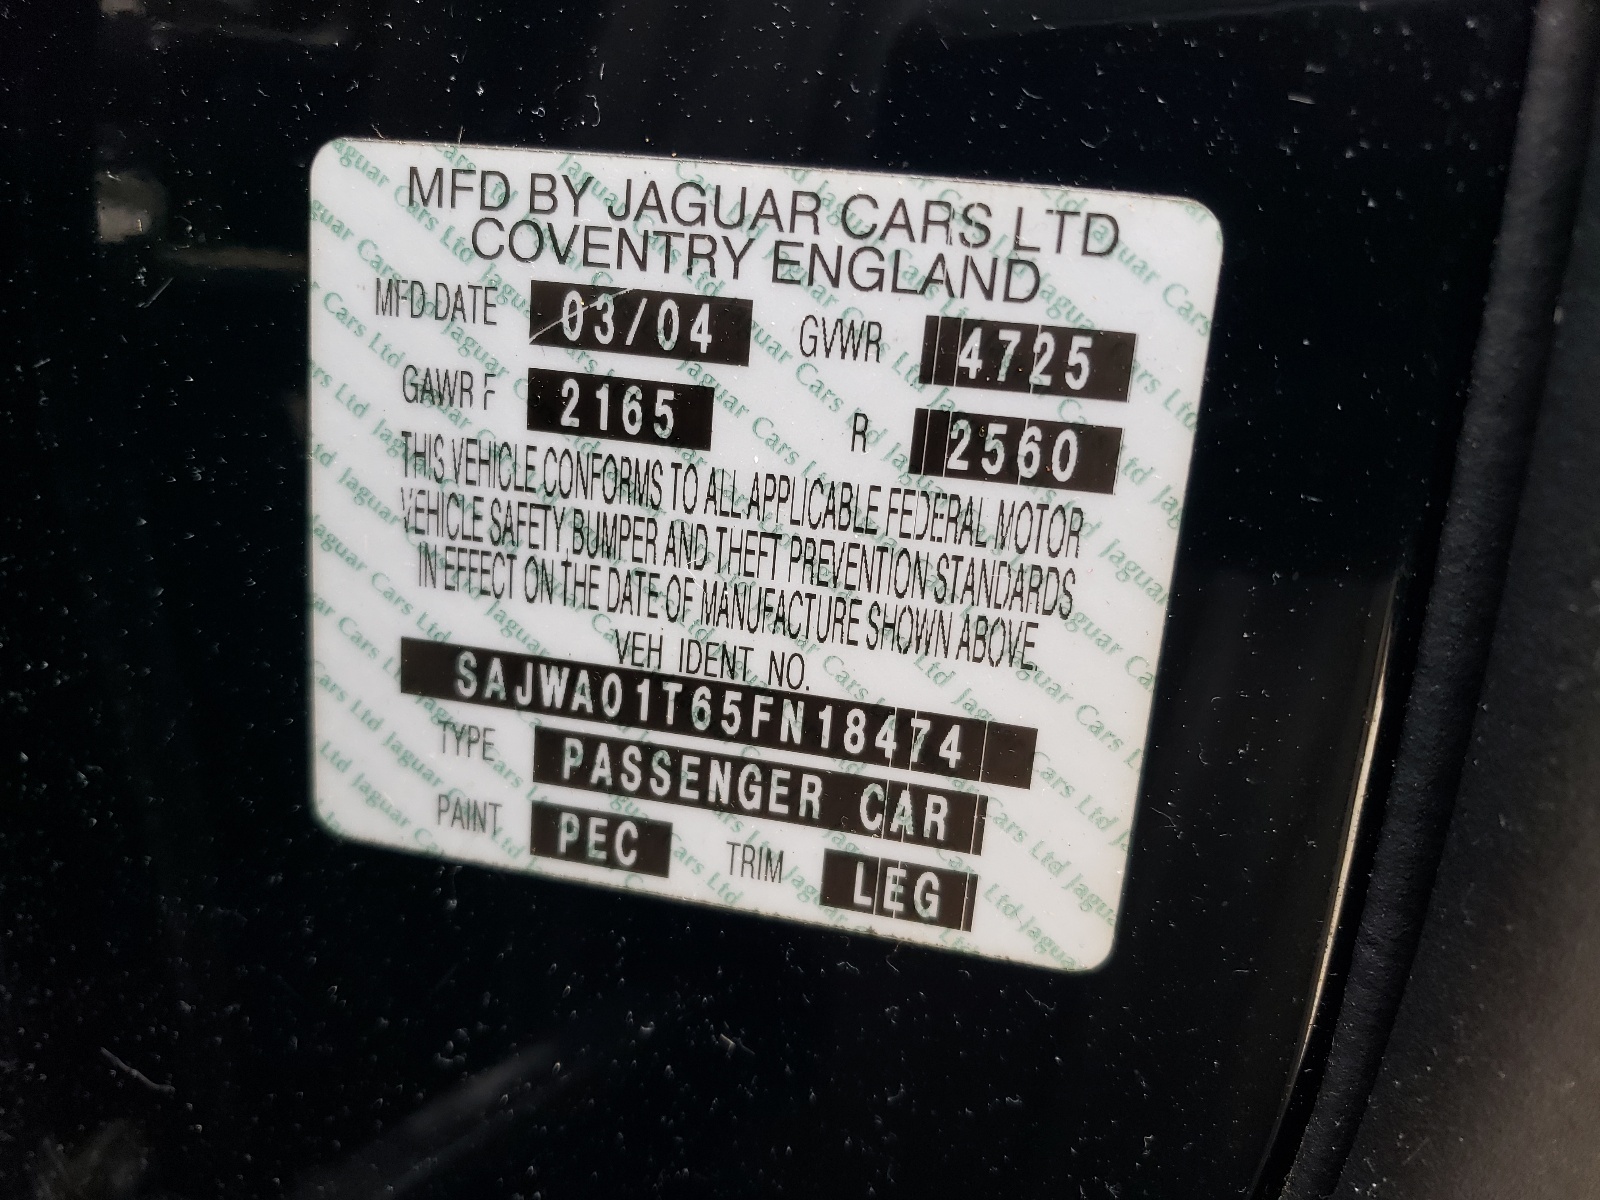 MFD BY JAGUAR CARS LTD
COVENTRY ENGLAND
MFD DATE 03/04 GVWR 4725
GAWR F 2165 R 2560
THIS VEHICLE CONFORMS TO ALL APPLICABLE FEDERAL MOTOR
VEHICLE SAFETY, BUMPER AND THEFT PREVENTION STANDARDS
IN EFFECT ON THE DATE OF MANUFACTURE SHOWN ABOVE.
VEH IDENT NO.
SAJWA01T65FN18474
TYPE PASSENGER CAR
PAINT PEC TRIM LEG